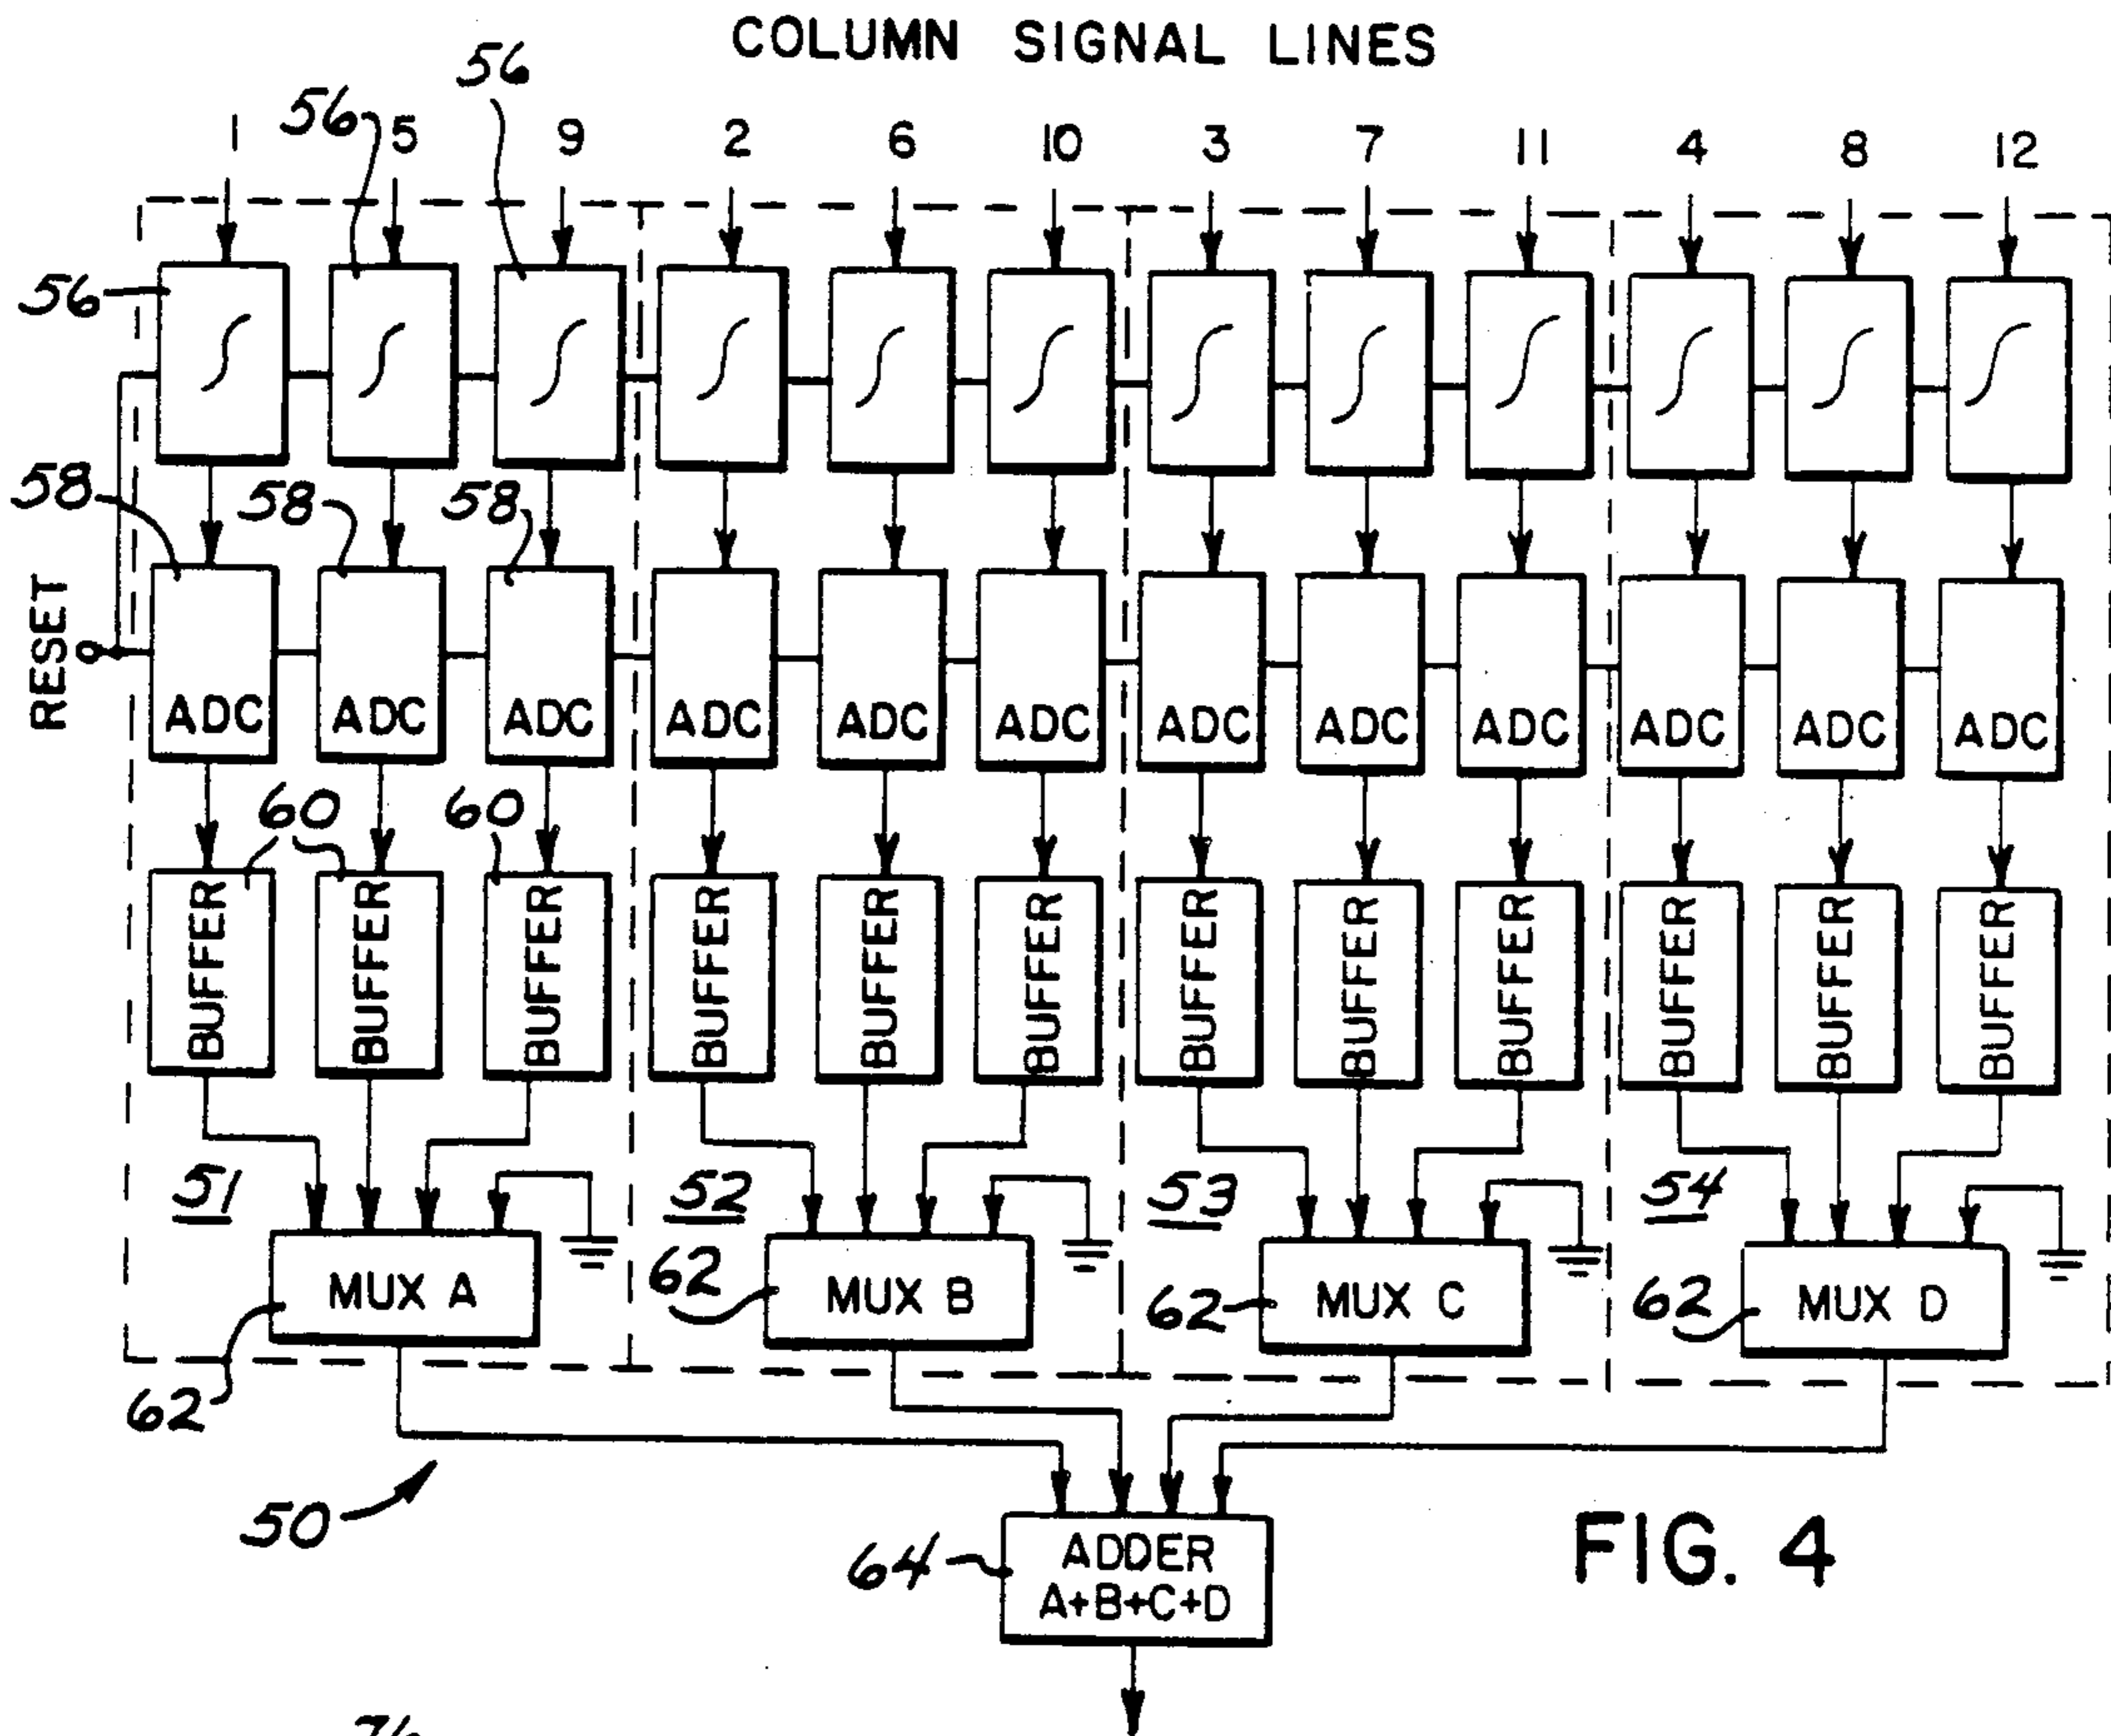 COLUMN SIGNAL LINES
56
56
1 5 9 2 6 10 3 7 11 4 8 12
56
58 58 58
RESET
ADC ADC ADC ADC ADC ADC ADC ADC ADC ADC ADC ADC
60 60
BUFFER BUFFER BUFFER BUFFER BUFFER BUFFER BUFFER BUFFER BUFFER BUFFER BUFFER BUFFER
51 52 53 54
MUX A 62 MUX B 62 MUX C 62 MUX D
62
50
64 ADDER
A+B+C+D
FIG. 4